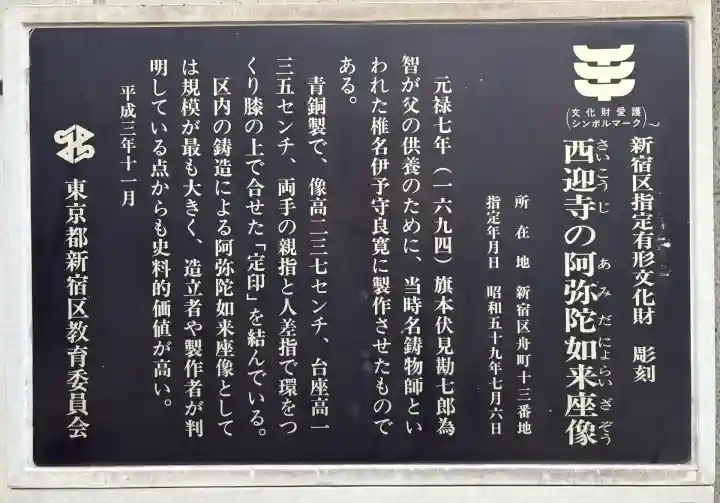 文化財愛護
シンボルマーク
新宿区指定有形文化財 彫刻
西迎寺の阿弥陀如来座像
さいこうじ あみだにょらいざぞう
所在地 新宿区舟町十三番地
指定年月日 昭和五十九年七月六日
元禄七年(一六九四)旗本伏見勘七郎為
智が父の供養のために、当時名鋳物師とい
われた椎名伊予守良寛に製作させたもので
ある。
青銅製で、像高二三七センチ、台座高一
三五センチ、両手の親指と人差指で環をつ
くり膝の上で合せた「定印」を結んでいる。
区内の鋳造による阿弥陀如来座像として
は規模が最も大きく、造立者や製作者が判
明している点からも史料的価値が高い。
平成三年十一月
東京都新宿区教育委員会